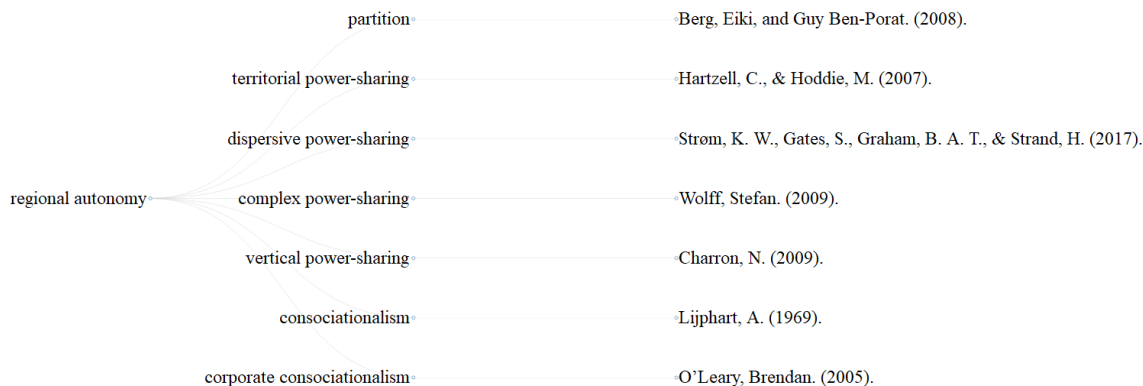 partition Berg, Eiki, and Guy Ben-Porat. (2008).
territorial power-sharing Hartzell, C., & Hoddie, M. (2007).
dispersive power-sharing Strøm, K. W., Gates, S., Graham, B. A. T., & Strand, H. (2017).
regional autonomy complex power-sharing Wolff, Stefan. (2009).
vertical power-sharing Charron, N. (2009).
consociationalism Lijphart, A. (1969).
corporate consociationalism O’Leary, Brendan. (2005).